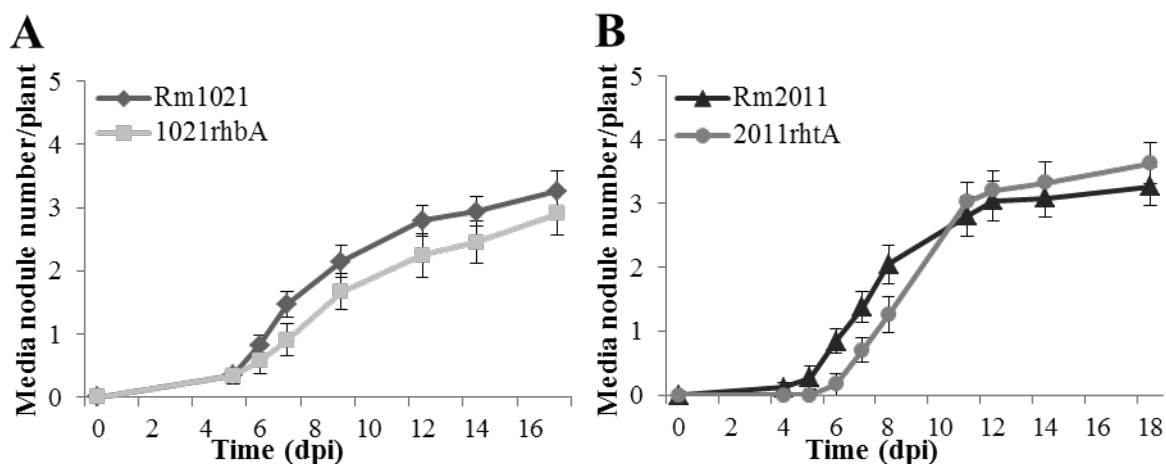 A
Media nodule number/plant
5
4
3
2
1
0
Rm1021
1021rhbA
0 2 4 6 8 10 12 14 16
Time (dpi)
B
Media nodule number/plant
5
4
3
2
1
0
Rm2011
2011rhtA
0 2 4 6 8 10 12 14 16 18
Time (dpi)